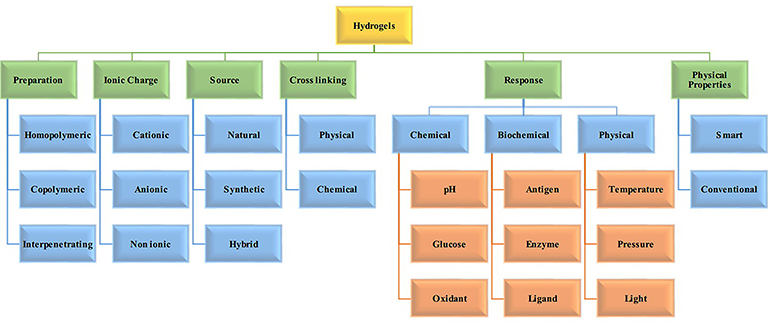 Hydrogels
Preparation
Ionic Charge
Source
Cross linking
Response
Physical
Properties
Homopolymeric
Cationic
Natural
Physical
Chemical
Biochemical
Physical
Smart
Copolymeric
Anionic
Synthetic
Chemical
pH
Antigen
Temperature
Conventional
Interpenetrating
Non ionic
Hybrid
Glucose
Enzyme
Pressure
Oxidant
Ligand
Light